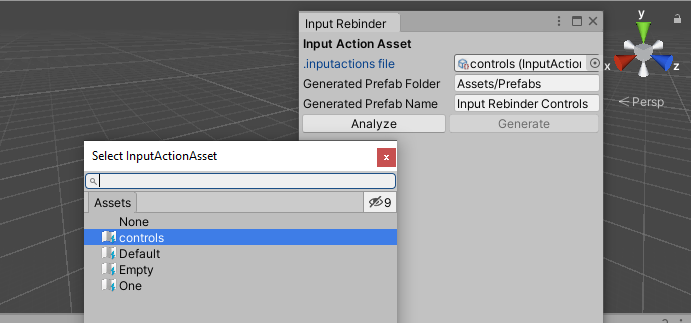 Input Rebinder
Input Action Asset
.inputactions file
controls (InputAction
Generated Prefab Folder
Assets/Prefabs
Generated Prefab Name
Input Rebinder Controls
Analyze
Generate
y
x
z
Persp
Select InputActionAsset
x
Assets
9
None
controls
Default
Empty
One